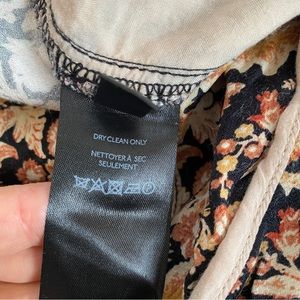 DRY CLEAN ONLY
NETTOYER À SEC
SEULEMENT